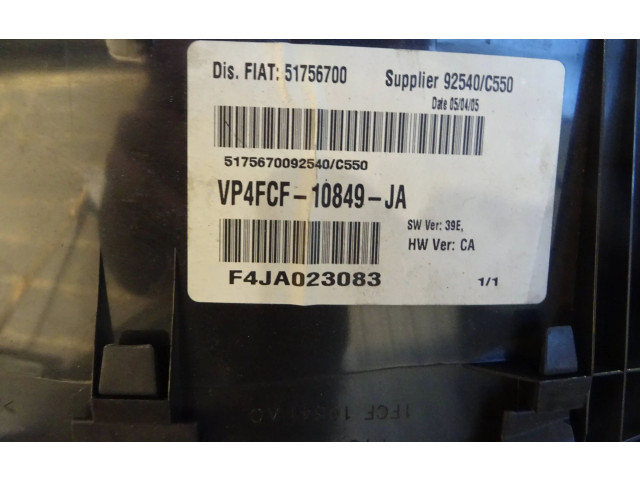 Dis. FIAT: 51756700 Supplier 92540/C550
Date 05/04/05
5175670092540/C550
VP4FCF-10849-JA
SW Ver: 39E,
HW Ver: CA
F4JA023083 1/1